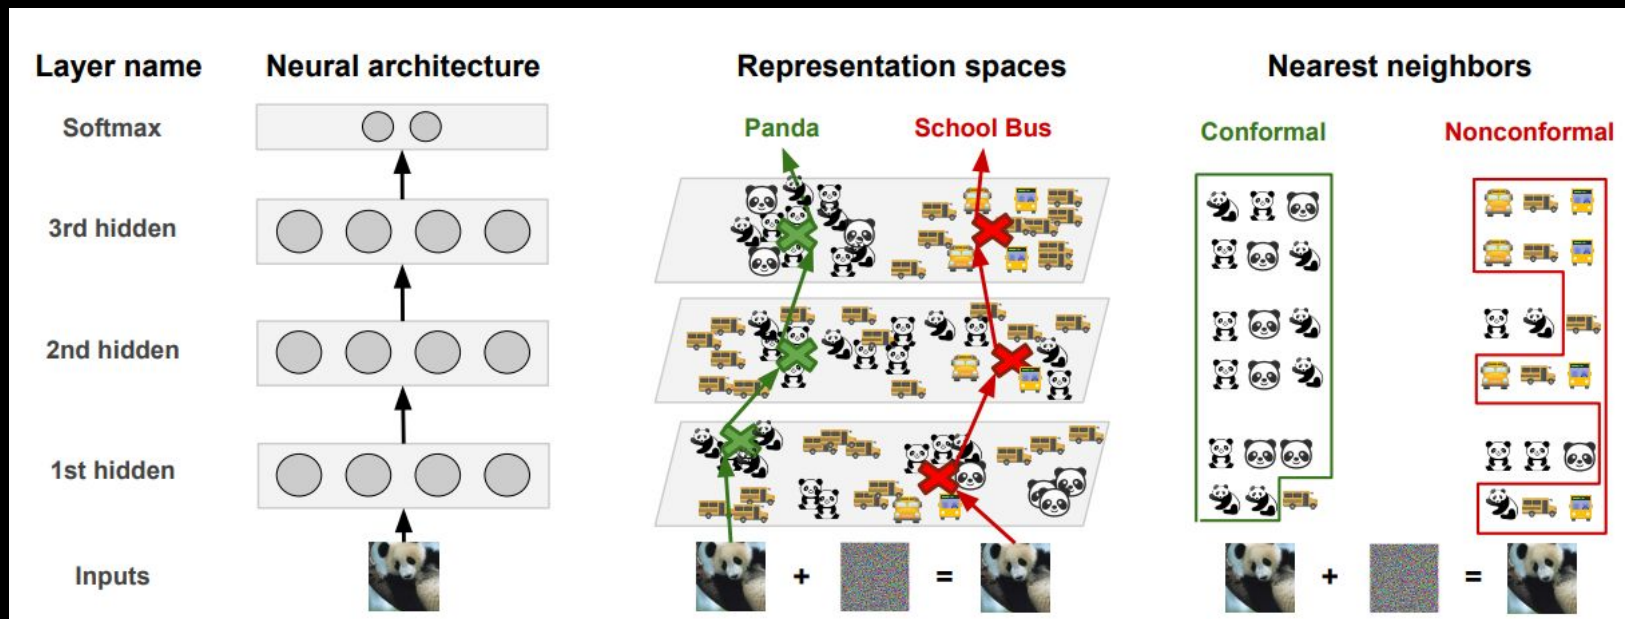 Layer name Neural architecture Representation spaces Nearest neighbors
Softmax Panda School Bus Conformal Nonconformal
3rd hidden
2nd hidden
1st hidden
Inputs + = + =